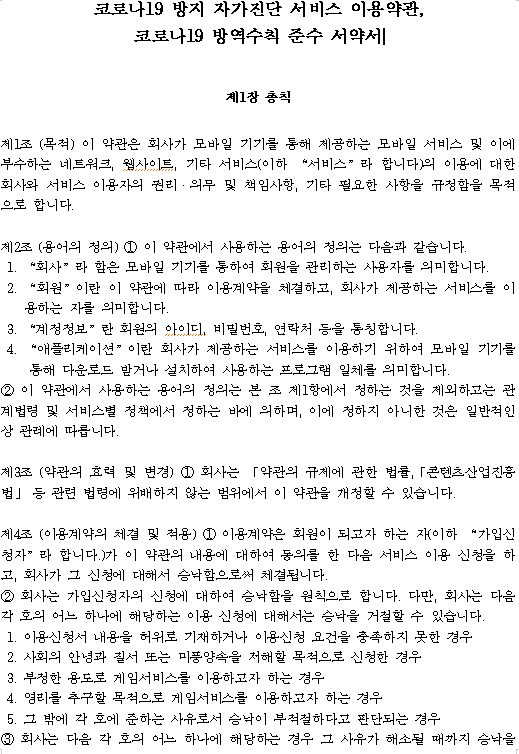 코로나19 방지 자가진단 서비스 이용약관,
코로나19 방역수칙 준수 서약서
제1장 총칙
제1조 (목적) 이 약관은 회사가 모바일 기기를 통해 제공하는 모바일 서비스 및 이에
부수하는 네트워크, 웹사이트, 기타 서비스(이하 “서비스”라 합니다)의 이용에 대한
회사와 서비스 이용자의 권리·의무 및 책임사항, 기타 필요한 사항을 규정함을 목적
으로 합니다.
제2조 (용어의 정의) ① 이 약관에서 사용하는 용어의 정의는 다음과 같습니다.
1. “회사”라 함은 모바일 기기를 통하여 회원을 관리하는 사용자를 의미합니다.
2. “회원”이란 이 약관에 따라 이용계약을 체결하고, 회사가 제공하는 서비스를 이
용하는 자를 의미합니다.
3. “계정정보”란 회원의 아이디, 비밀번호, 연락처 등을 통칭합니다.
4. “애플리케이션”이란 회사가 제공하는 서비스를 이용하기 위하여 모바일 기기를
통해 다운로드 받거나 설치하여 사용하는 프로그램 일체를 의미합니다.
② 이 약관에서 사용하는 용어의 정의는 본 조 제1항에서 정하는 것을 제외하고는 관
계법령 및 서비스별 정책에서 정하는 바에 의하며, 이에 정하지 아니한 것은 일반적인
상 관례에 따릅니다.
제3조 (약관의 효력 및 변경) ① 회사는 「약관의 규제에 관한 법률,「콘텐츠산업진흥
법」 등 관련 법령에 위배하지 않는 범위에서 이 약관을 개정할 수 있습니다.
제4조 (이용계약의 체결 및 적용) ① 이용계약은 회원이 되고자 하는 자(이하 “가입신
청자”라 합니다.)가 이 약관의 내용에 대하여 동의를 한 다음 서비스 이용 신청을 하
고, 회사가 그 신청에 대해서 승낙함으로써 체결됩니다.
② 회사는 가입신청자의 신청에 대하여 승낙함을 원칙으로 합니다. 다만, 회사는 다음
각 호의 어느 하나에 해당하는 이용 신청에 대해서는 승낙을 거절할 수 있습니다.
1. 이용신청서 내용을 허위로 기재하거나 이용신청 요건을 충족하지 못한 경우
2. 사회의 안녕과 질서 또는 미풍양속을 저해할 목적으로 신청한 경우
3. 부정한 용도로 게임서비스를 이용하고자 하는 경우
4. 영리를 추구할 목적으로 게임서비스를 이용하고자 하는 경우
5. 그 밖에 각 호에 준하는 사유로서 승낙이 부적절하다고 판단되는 경우
③ 회사는 다음 각 호의 어느 하나에 해당하는 경우 그 사유가 해소될 때까지 승낙을